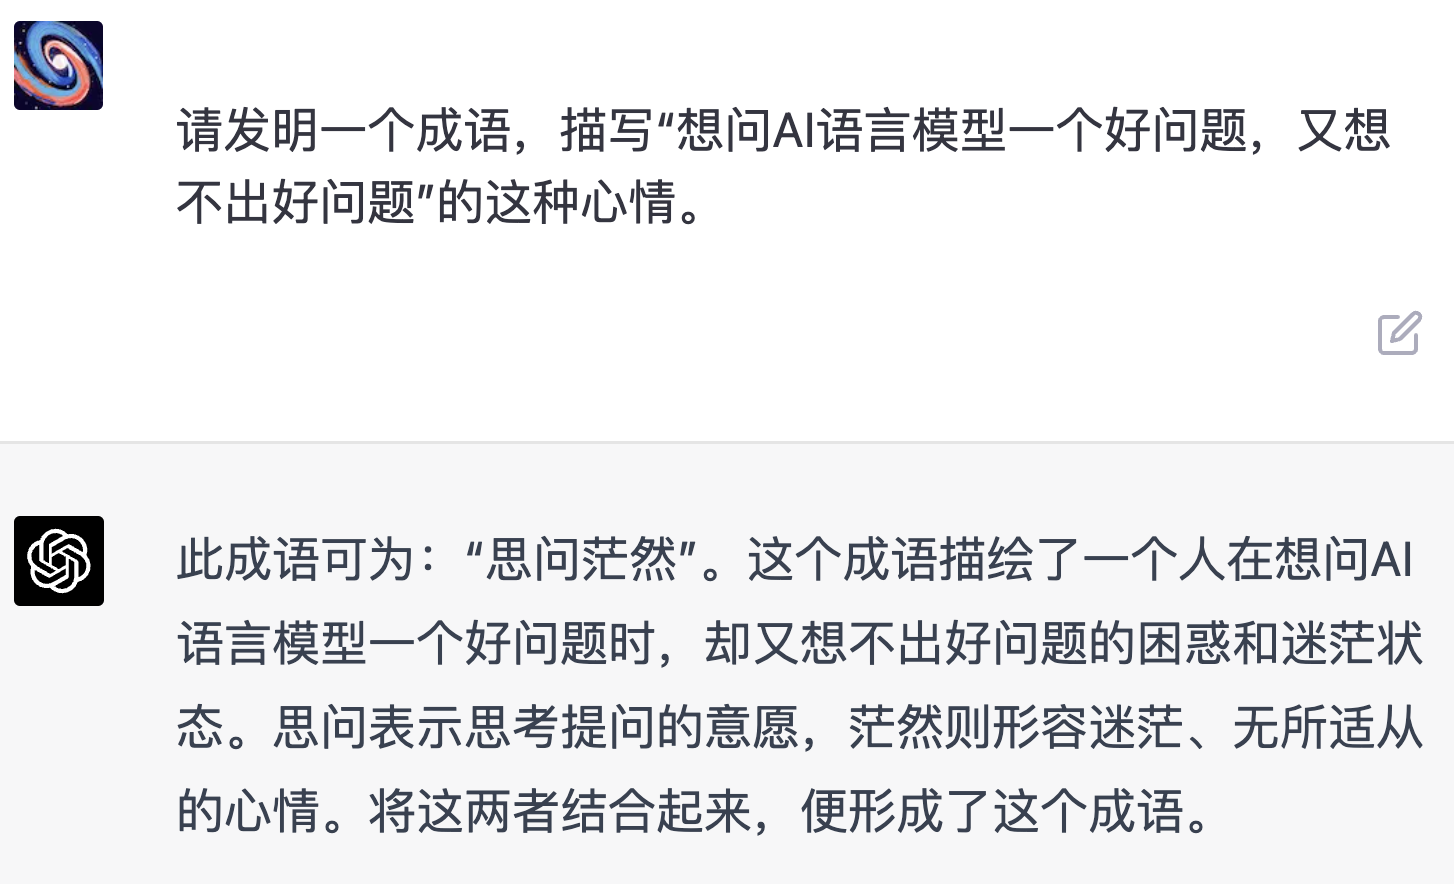 请发明一个成语，描写“想问AI语言模型一个好问题，又想
不出好问题”的这种心情。
此成语可为：“思问茫然”。这个成语描绘了一个人在想问AI
语言模型一个好问题时，却又想不出好问题的困惑和迷茫状
态。思问表示思考提问的意愿，茫然则形容迷茫、无所适从
的心情。将这两者结合起来，便形成了这个成语。